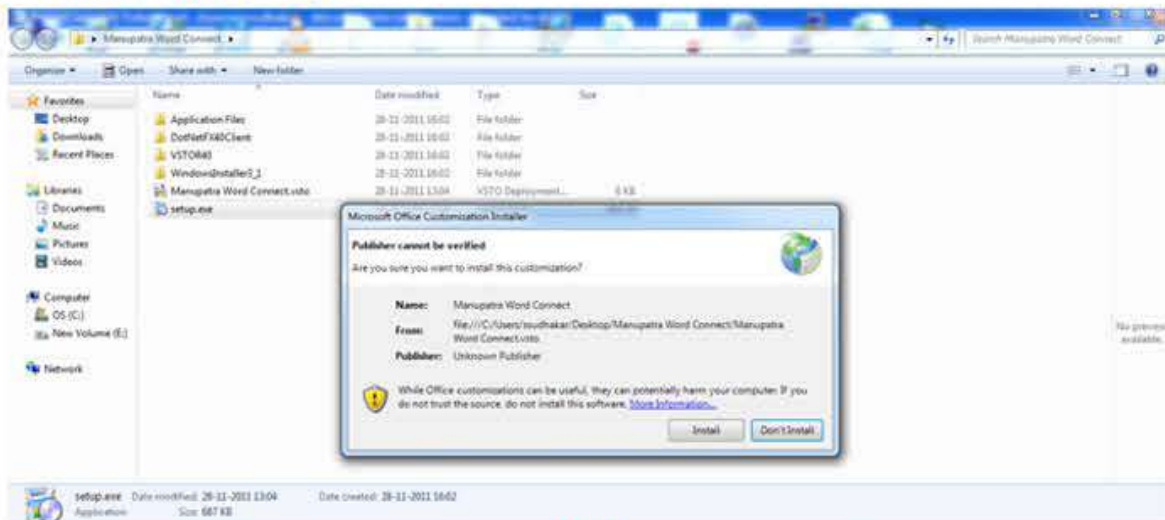 Manupatra Word Connect
Search Manupatra Word Connect
Organize Open Share with New folder
Name Date modified Type Size
Favorites
Desktop
Downloads
Recent Places
Libraries
Documents
Music
Pictures
Videos
Computer
OS (C:)
New Volume (E:)
Network
Application Files 28-11-2011 16:02 File folder
DotNetFX40Client 28-11-2011 16:02 File folder
VSTOR40 28-11-2011 16:02 File folder
WindowsInstaller3_1 28-11-2011 16:02 File folder
Manupatra Word Connect.vsto 28-11-2011 13:04 VSTO Deployment... 6 KB
setup.exe
Microsoft Office Customization Installer
Publisher cannot be verified
Are you sure you want to install this customization?
Name: Manupatra Word Connect
From: file:///C:/Users/msudhakar/Desktop/Manupatra Word Connect/Manupatra
Word Connect.vsto
Publisher: Unknown Publisher
While Office customizations can be useful, they can potentially harm your computer. If you
do not trust the source, do not install this software. More Information...
Install Don't Install
No preview
available.
setup.exe Date modified: 28-11-2011 13:04 Date created: 28-11-2011 16:02
Application Size: 687 KB